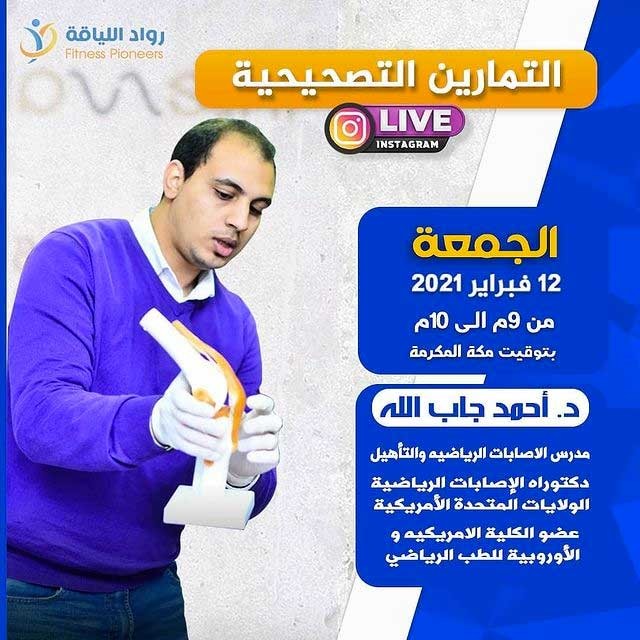 رواد اللياقة
Fitness Pioneers
التمارين التصحيحية
LIVE
INSTAGRAM
الجمعة
12 فبراير 2021
من 9م الى 10م
بتوقيت مكة المكرمة
د. أحمد جاب الله
مدرس الاصابات الرياضيه والتأهيل
دكتوراه الإصابات الرياضية
الولايات المتحدة الأمريكية
عضو الكلية الامريكيه و
الأوروبية للطب الرياضي